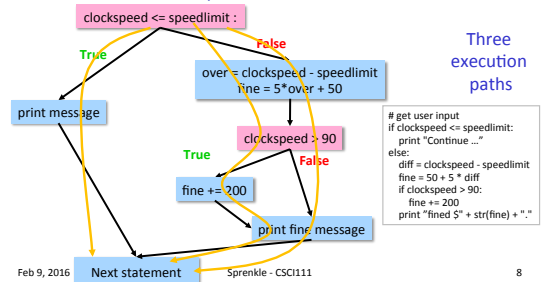 clockspeed <= speedlimit :
True
False
over = clockspeed - speedlimit
fine = 5*over + 50
print message
clockspeed > 90
True
False
fine += 200
print fine message
Next statement
Three
execution
paths
# get user input
if clockspeed <= speedlimit:
print "Continue …"
else:
diff = clockspeed - speedlimit
fine = 50 + 5 * diff
if clockspeed > 90:
fine += 200
print "fined $" + str(fine) + "."
Feb 9, 2016
Sprenkle - CSCI111
8